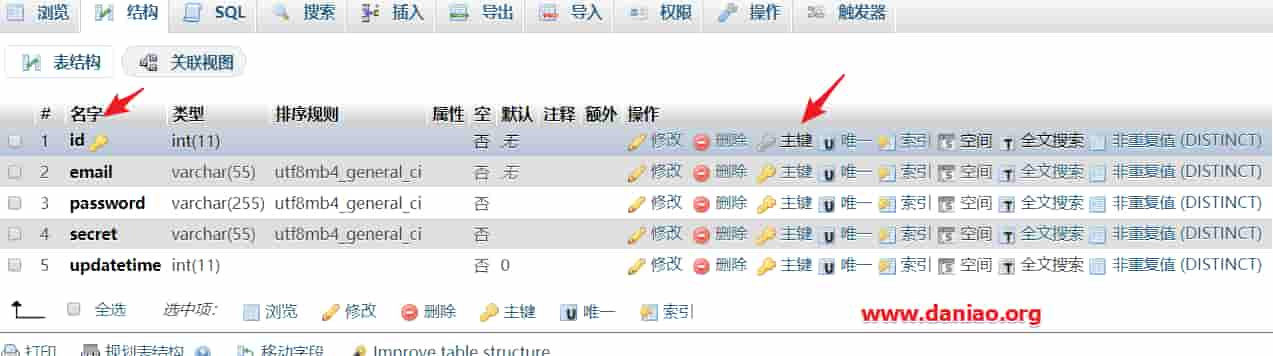 浏览 结构 SQL 搜索 插入 导出 导入 权限 操作 触发器
表结构 关联视图
# 名字 类型 排序规则 属性 空 默认 注释 额外 操作
1 id int(11) 否 无 修改 删除 主键 唯一 索引 空间 全文搜索 非重复值 (DISTINCT)
2 email varchar(55) utf8mb4_general_ci 否 无 修改 删除 主键 唯一 索引 空间 全文搜索 非重复值 (DISTINCT)
3 password varchar(255) utf8mb4_general_ci 否 修改 删除 主键 唯一 索引 空间 全文搜索 非重复值 (DISTINCT)
4 secret varchar(55) utf8mb4_general_ci 否 修改 删除 主键 唯一 索引 空间 全文搜索 非重复值 (DISTINCT)
5 updatetime int(11) 否 0 修改 删除 主键 唯一 索引 空间 全文搜索 非重复值 (DISTINCT)
全选 选中项: 浏览 修改 删除 主键 唯一 索引
www.daniao.org
打印 规划表结构 移动字段 Improve table structure